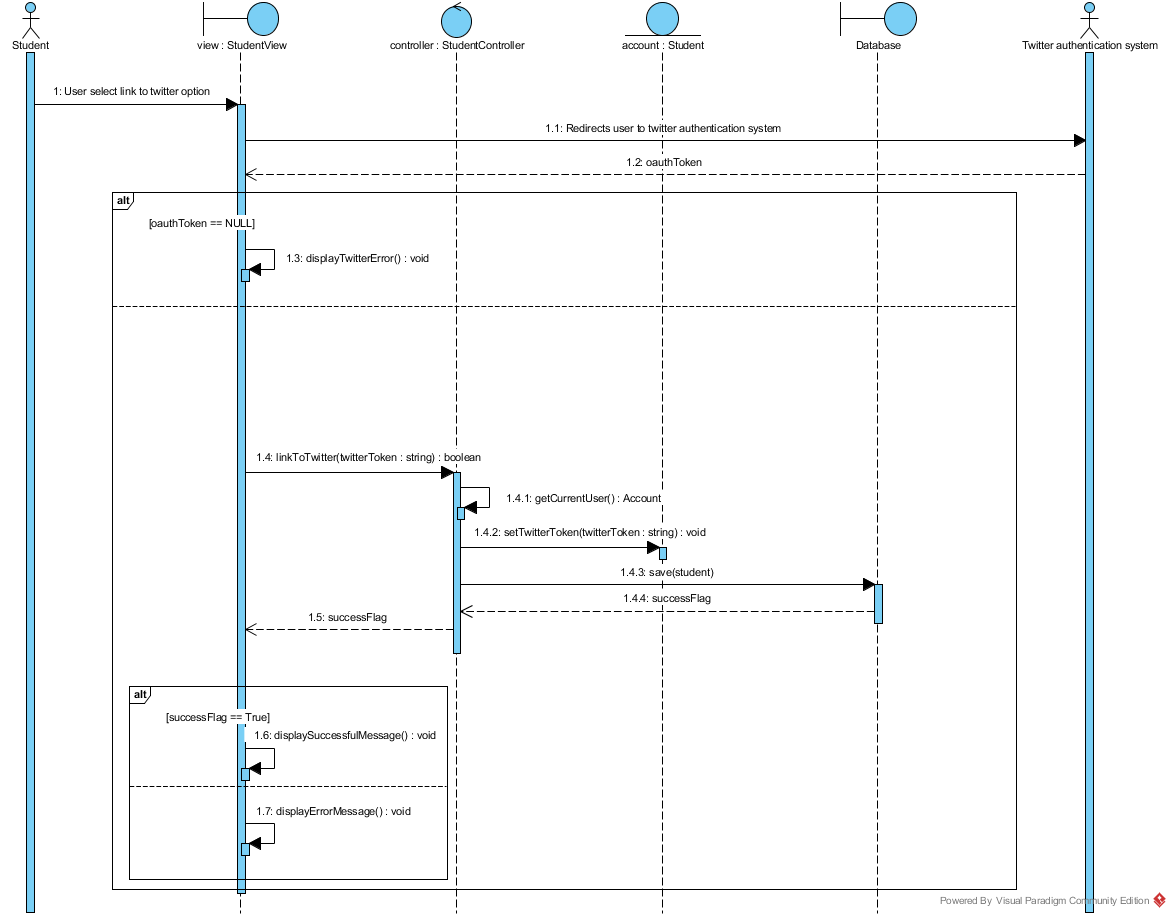 Student
view : StudentView
controller : StudentController
account : Student
Database
Twitter authentication system
1: User select link to twitter option
1.1: Redirects user to twitter authentication system
1.2: oauthToken
alt
[oauthToken == NULL]
1.3: displayTwitterError() : void
1.4: linkToTwitter(twitterToken : string) : boolean
1.4.1: getCurrentUser() : Account
1.4.2: setTwitterToken(twitterToken : string) : void
1.4.3: save(student)
1.4.4: successFlag
1.5: successFlag
alt
[successFlag == True]
1.6: displaySuccessfulMessage() : void
1.7: displayErrorMessage() : void
Powered By Visual Paradigm Community Edition